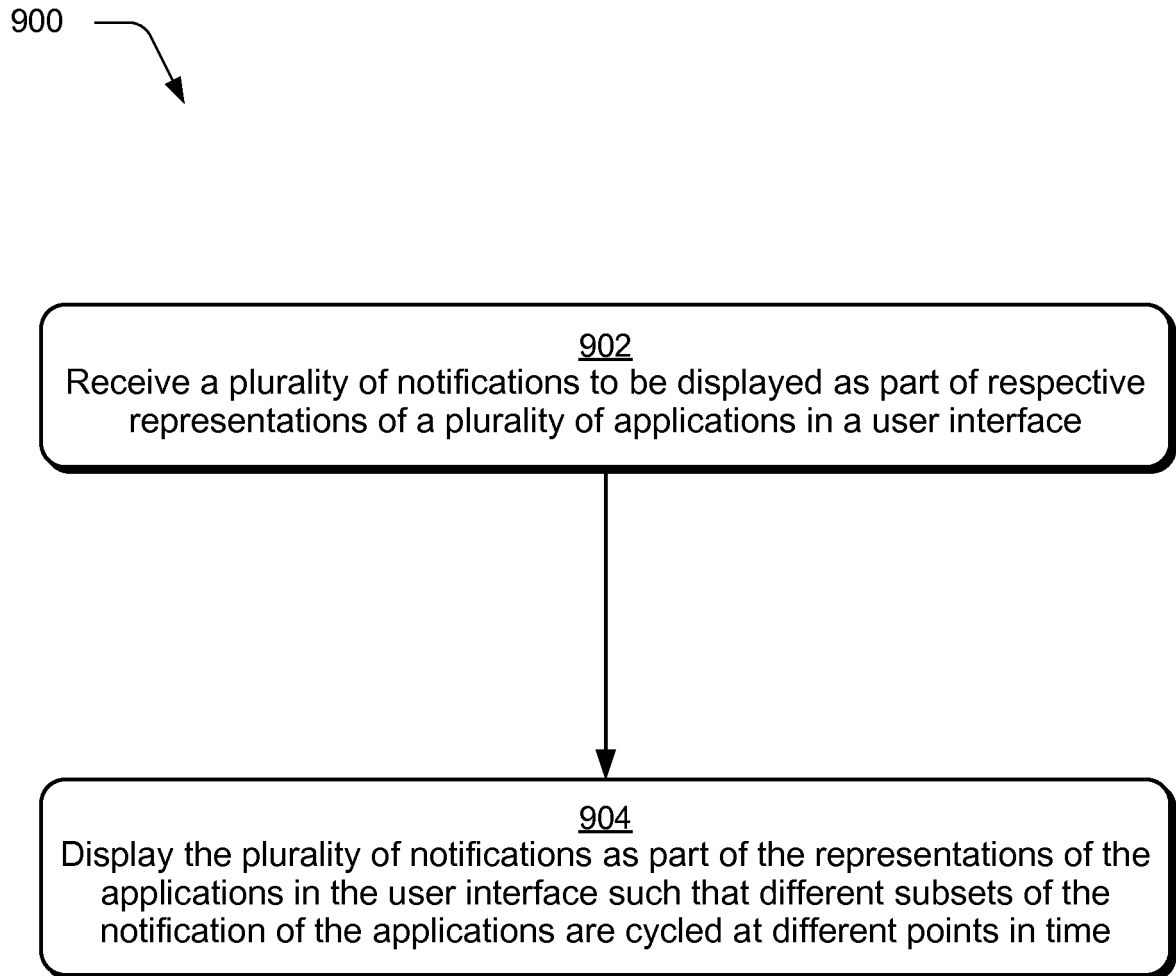 900
902
Receive a plurality of notifications to be displayed as part of respective
representations of a plurality of applications in a user interface
904
Display the plurality of notifications as part of the representations of the
applications in the user interface such that different subsets of the
notification of the applications are cycled at different points in time